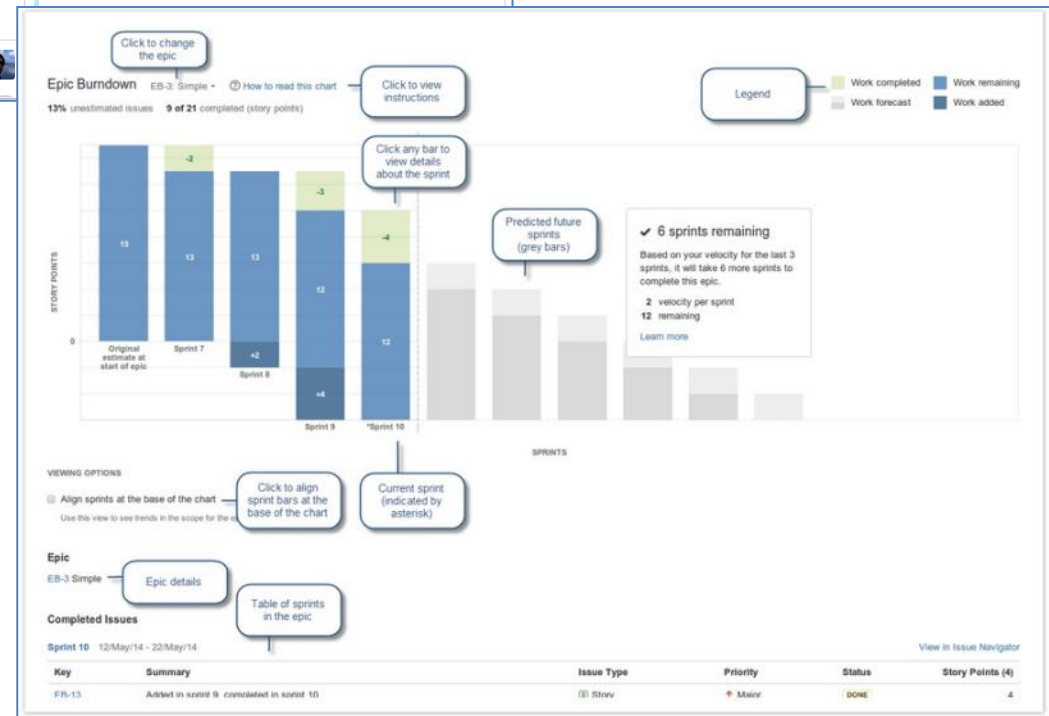 Click to change
the epic
Epic Burndown EB-3: Simple How to read this chart
Click to view
instructions
13% unestimated issues 9 of 21 completed (story points)
Legend
Work completed Work remaining
Work forecast Work added
Click any bar to
view details
about the sprint
-2
-3
-4
13
13
12
12
+2
+4
STORY POINTS
0
Original
estimate at
start of epic
Sprint 7
Sprint 8
Sprint 9
*Sprint 10
Predicted future
sprints
(grey bars)
✔ 6 sprints remaining
Based on your velocity for the last 3
sprints, it will take 6 more sprints to
complete this epic.
2 velocity per sprint
12 remaining
Learn more
SPRINTS
VIEWING OPTIONS
Align sprints at the base of the chart
Use this view to see trends in the scope for the
Click to align
sprint bars at the
base of the chart
Current sprint
(indicated by
asterisk)
Epic
EB-3 Simple
Epic details
Table of sprints
in the epic
Completed Issues
Sprint 10 12/May/14 - 22/May/14 View in Issue Navigator
Key Summary Issue Type Priority Status Story Points (4)
EB-13 Added in sprint 9, completed in sprint 10 Story Major DONE 4